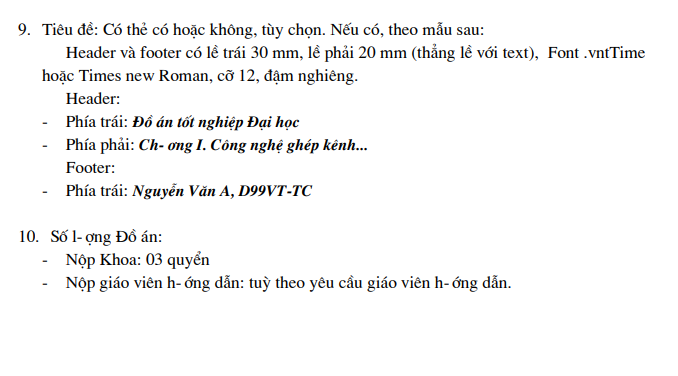 9. Tiêu đề: Có thẻ có hoặc không, tùy chọn. Nếu có, theo mẫu sau:
Header và footer có lề trái 30 mm, lề phải 20 mm (thẳng lề với text), Font .vntTime
hoặc Times new Roman, cỡ 12, đậm nghiêng.
Header:
- Phía trái: Đồ án tốt nghiệp Đại học
- Phía phải: Ch- ơng I. Công nghệ ghép kênh...
Footer:
- Phía trái: Nguyễn Văn A, D99VT-TC
10. Số l- ợng Đồ án:
- Nộp Khoa: 03 quyển
- Nộp giáo viên h- ớng dẫn: tuỳ theo yêu cầu giáo viên h- ớng dẫn.